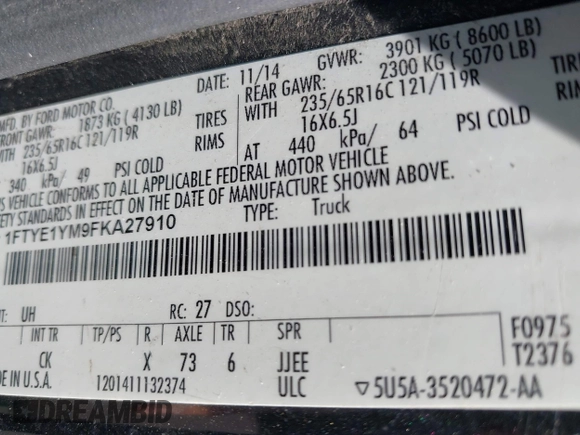 MFD. BY FORD MOTOR CO.
DATE: 11/14
GVWR: 3901 KG ( 8600 LB)
FRONT GAWR: 1873 KG ( 4130 LB)
REAR GAWR: 2300 KG ( 5070 LB)
WITH 235/65R16C 121/119R TIRES
WITH 235/65R16C 121/119R TIRES
16X6.5J RIMS
16X6.5J RIMS
340 kPa/ 49 PSI COLD
AT 440 kPa/ 64 PSI COLD
VEHICLE CONFORMS TO ALL APPLICABLE FEDERAL MOTOR VEHICLE
SAFETY STANDARDS IN EFFECT ON THE DATE OF MANUFACTURE SHOWN ABOVE.
1FTYE1YM9FKA27910
TYPE: Truck
UH
RC: 27 DSO:
INT TR TP/PS R AXLE TR SPR
F0975
CK X 73 6 JJEE
T2376
MADE IN U.S.A. 1201411132374 ULC
▽5U5A-3520472-AA
DREAMBID